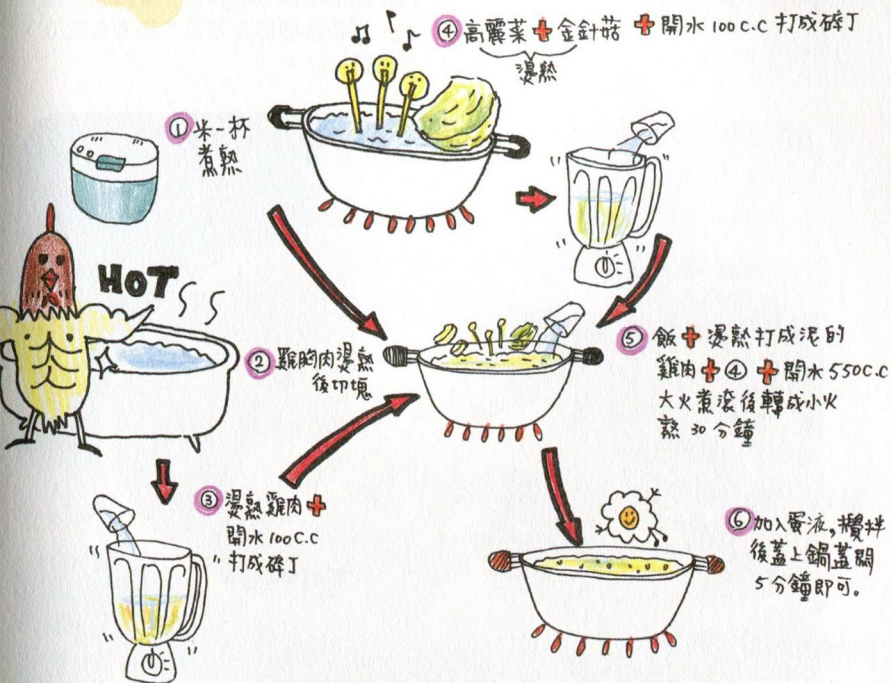 ① 米一杯
煮熟
HOT
② 雞胸肉燙熟
後切塊
③ 燙熟雞肉+
開水100C.C
打成碎丁
④ 高麗菜+金針菇+開水100C.C打成碎丁
燙熟
⑤ 飯+燙熟打成泥的
雞肉+④+開水550C.C
大火煮滾後轉成小火
熬30分鐘
⑥ 加入蛋液,攪拌
後蓋上鍋蓋悶
5分鐘即可。